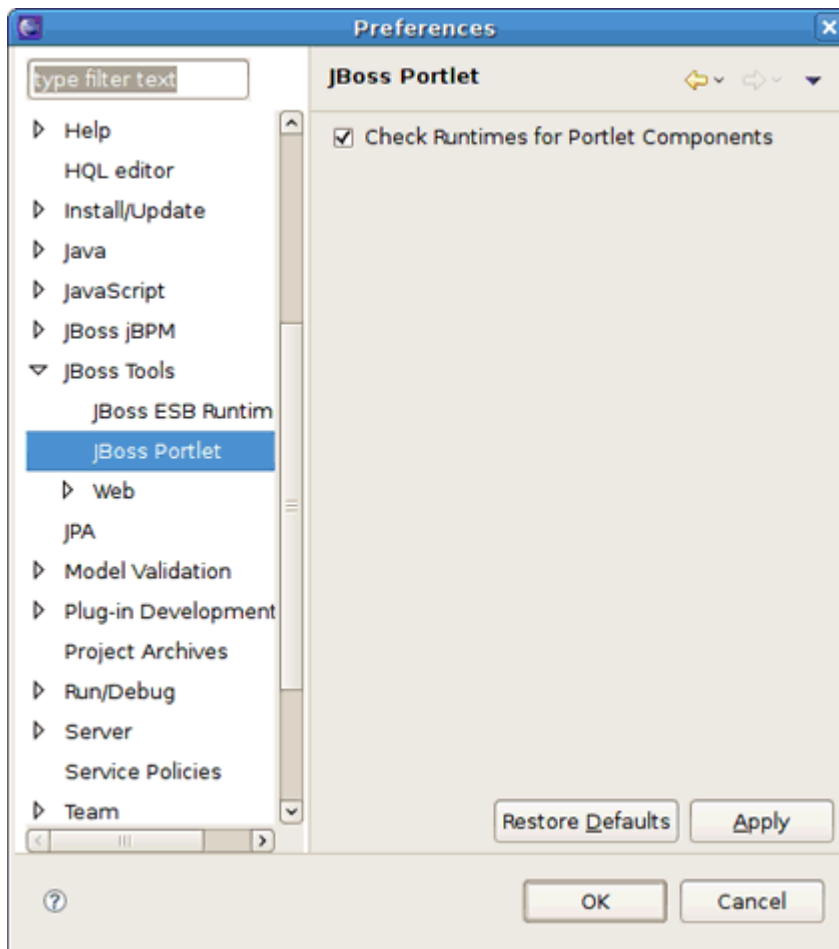 Preferences
type filter text
JBoss Portlet
Help
HQL editor
Install/Update
Java
JavaScript
JBoss jBPM
JBoss Tools
JBoss ESB Runtim
JBoss Portlet
Web
JPA
Model Validation
Plug-in Development
Project Archives
Run/Debug
Server
Service Policies
Team
Check Runtimes for Portlet Components
Restore Defaults
Apply
OK
Cancel